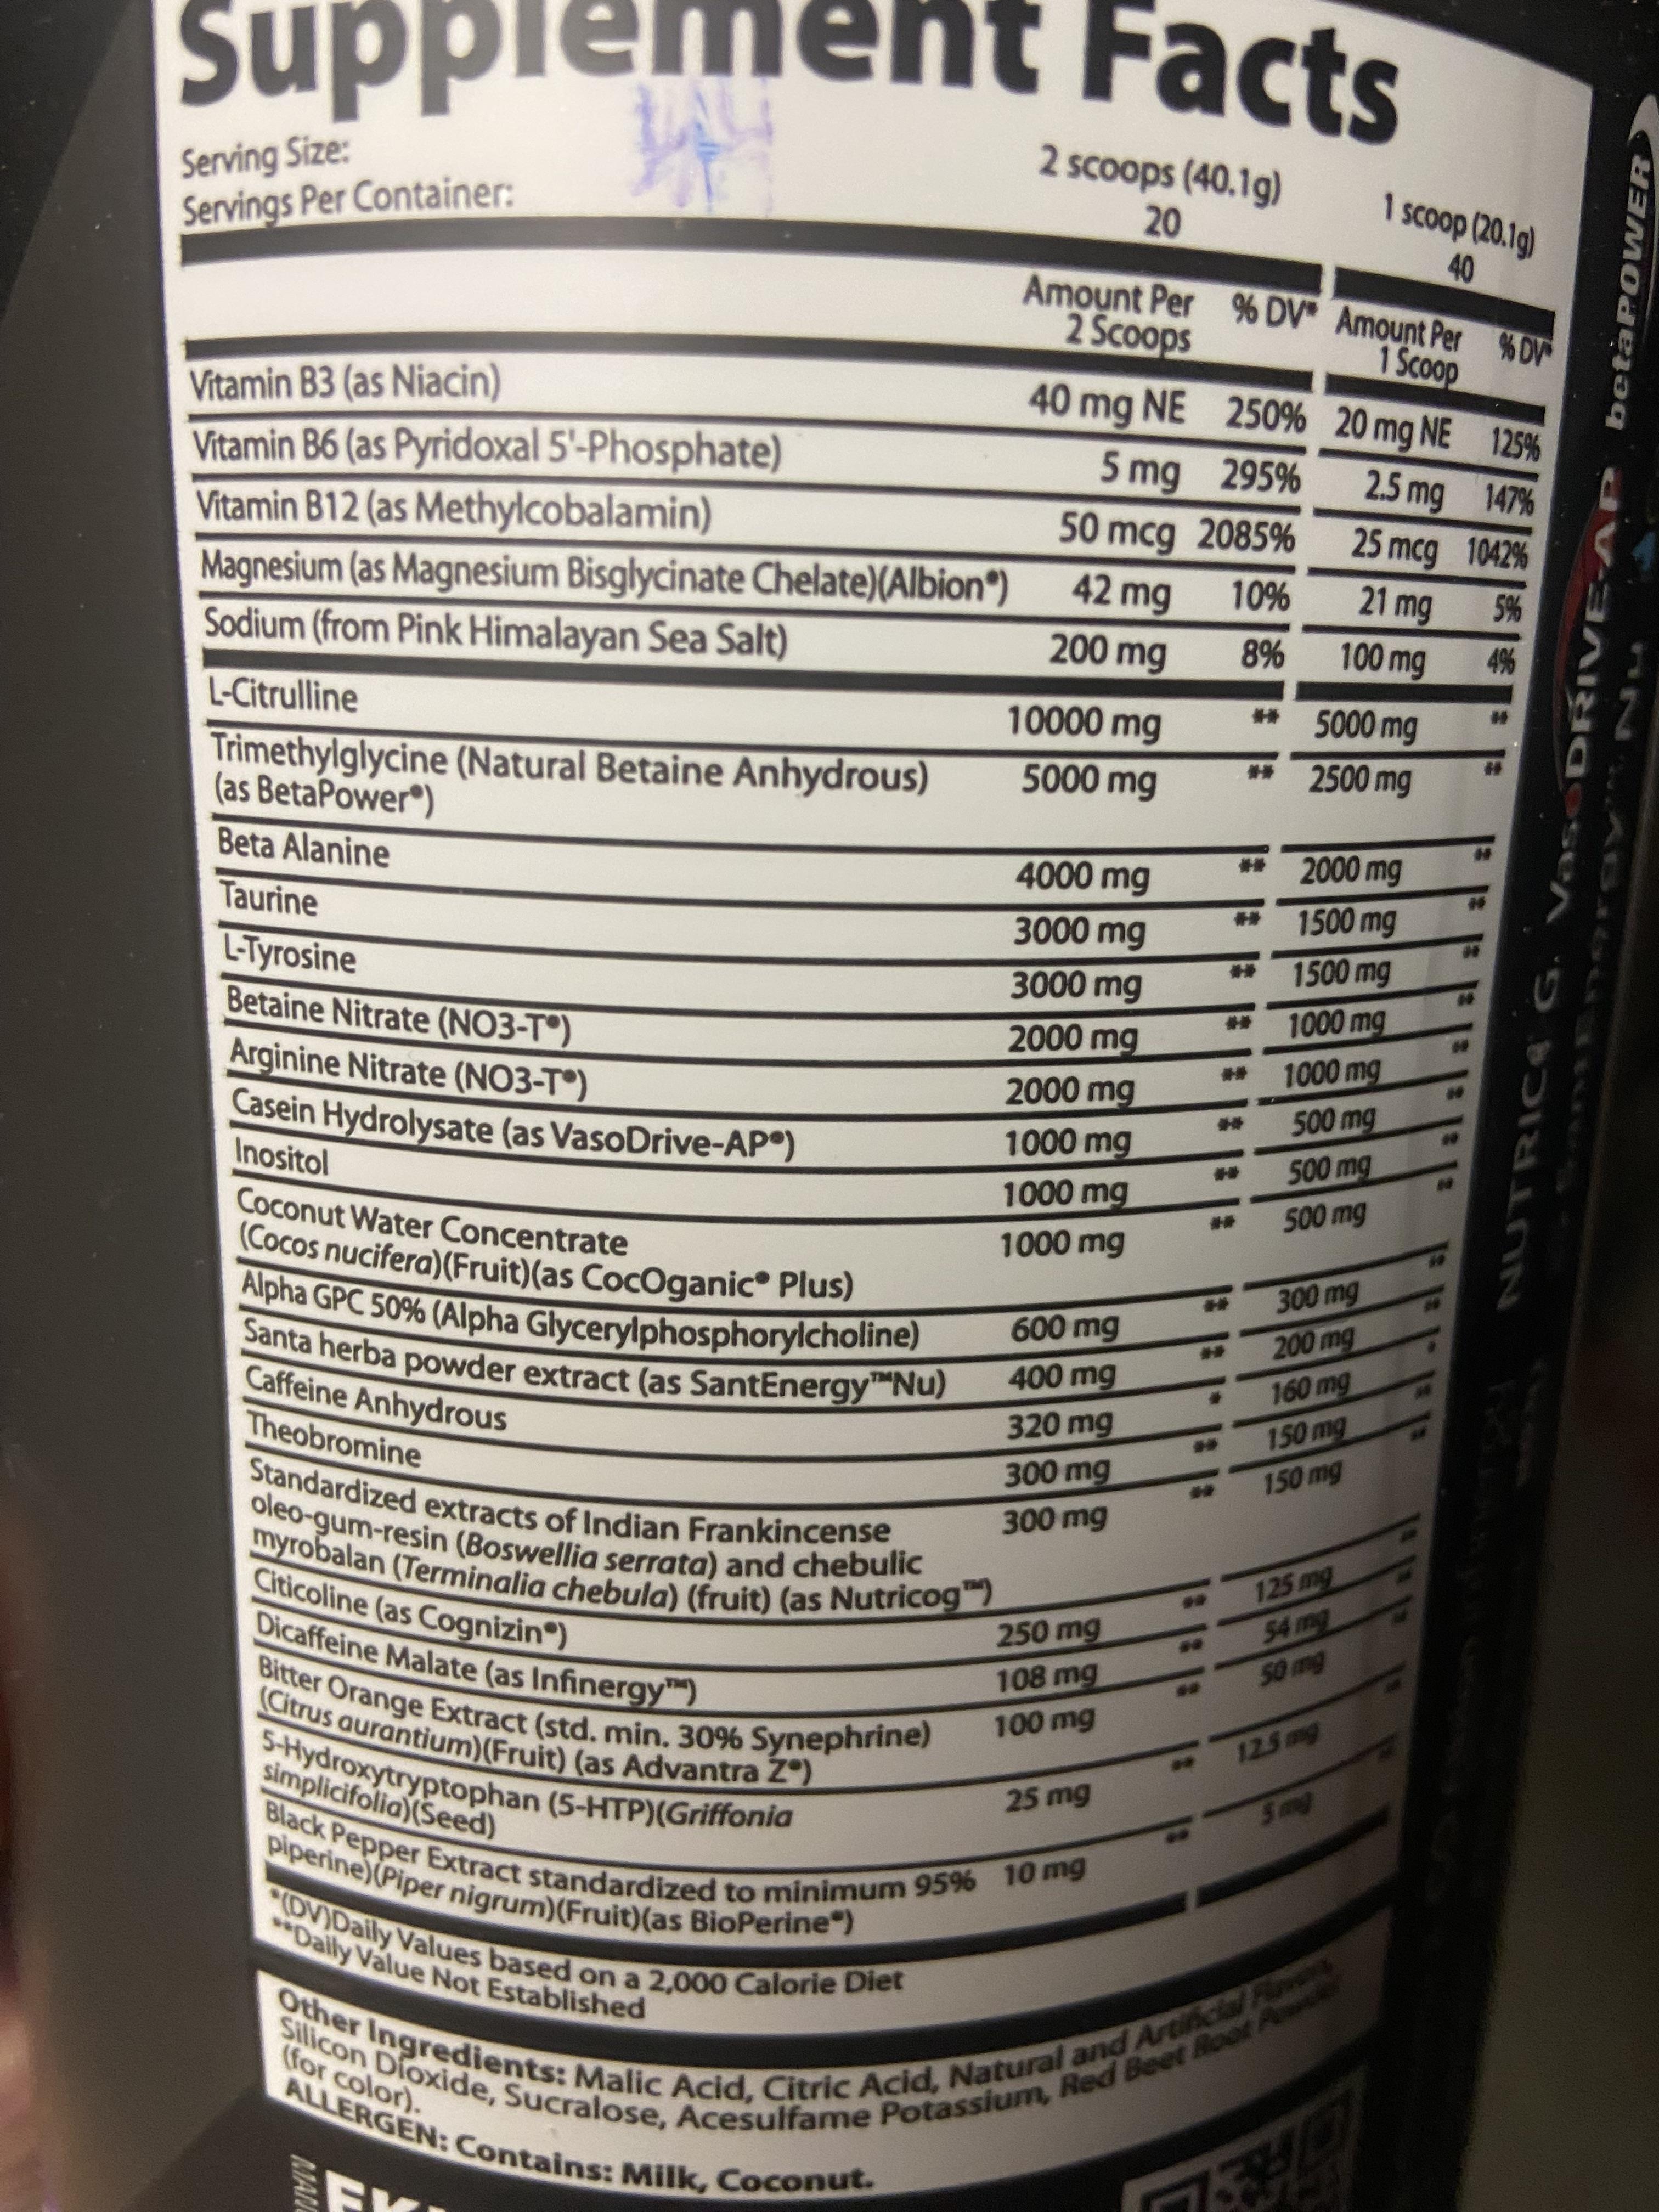 Supplement Facts
Serving Size: 2 scoops (40.1g) 1 scoop (20.1g)
Servings Per Container: 20 40
Amount Per 2 Scoops % DV* Amount Per 1 Scoop % DV*
Vitamin B3 (as Niacin) 40 mg NE 250% 20 mg NE 125%
Vitamin B6 (as Pyridoxal 5'-Phosphate) 5 mg 295% 2.5 mg 147%
Vitamin B12 (as Methylcobalamin) 50 mcg 2085% 25 mcg 1042%
Magnesium (as Magnesium Bisglycinate Chelate)(Albion®) 42 mg 10% 21 mg 5%
Sodium (from Pink Himalayan Sea Salt) 200 mg 8% 100 mg 4%
L-Citrulline 10000 mg ** 5000 mg **
Trimethylglycine (Natural Betaine Anhydrous) 5000 mg ** 2500 mg **
(as BetaPower®)
Beta Alanine 4000 mg ** 2000 mg **
Taurine 3000 mg ** 1500 mg **
L-Tyrosine 3000 mg ** 1500 mg **
Betaine Nitrate (NO3-T®) 2000 mg ** 1000 mg **
Arginine Nitrate (NO3-T®) 2000 mg ** 1000 mg **
Casein Hydrolysate (as VasoDrive-AP®) 1000 mg ** 500 mg **
Inositol 1000 mg ** 500 mg **
Coconut Water Concentrate 1000 mg ** 500 mg **
(Cocos nucifera)(Fruit)(as CocOganic® Plus)
Alpha GPC 50% (Alpha Glycerylphosphorylcholine) 600 mg ** 300 mg **
Santa herba powder extract (as SantEnergy™Nu) 400 mg ** 200 mg **
Caffeine Anhydrous 320 mg * 160 mg *
Theobromine 300 mg ** 150 mg **
Standardized extracts of Indian Frankincense 300 mg ** 150 mg **
oleo-gum-resin (Boswellia serrata) and chebulic
myrobalan (Terminalia chebula) (fruit) (as Nutricog™)
Citicoline (as Cognizin®) 250 mg ** 125 mg **
Dicaffeine Malate (as Infinergy™) 108 mg ** 54 mg **
Bitter Orange Extract (std. min. 30% Synephrine) 100 mg ** 50 mg **
(Citrus aurantium)(Fruit) (as Advantra Z®)
5-Hydroxytryptophan (5-HTP)(Griffonia 25 mg ** 12.5 mg **
simplicifolia)(Seed)
Black Pepper Extract standardized to minimum 95% 10 mg ** 5 mg **
piperine)(Piper nigrum)(Fruit)(as BioPerine®)
*(DV)Daily Values based on a 2,000 Calorie Diet
**Daily Value Not Established
Other Ingredients: Malic Acid, Citric Acid, Natural and Artificial Flavors,
Silicon Dioxide, Sucralose, Acesulfame Potassium, Red Beet Root Powder
(for color).
ALLERGEN: Contains: Milk, Coconut.
betaPOWER
VasoDRIVE-AP